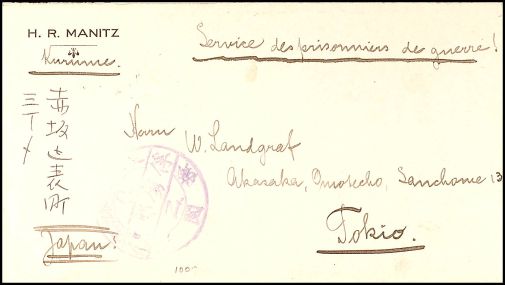 H. R. MANITZ
Kurume.
Service des prisonniers de guerre!
赤坂区表町
三丁メ
Herrn W. Landgraf
Akasaka, Omotecho, Sanchome 13
Tokio.
Japan!
1000